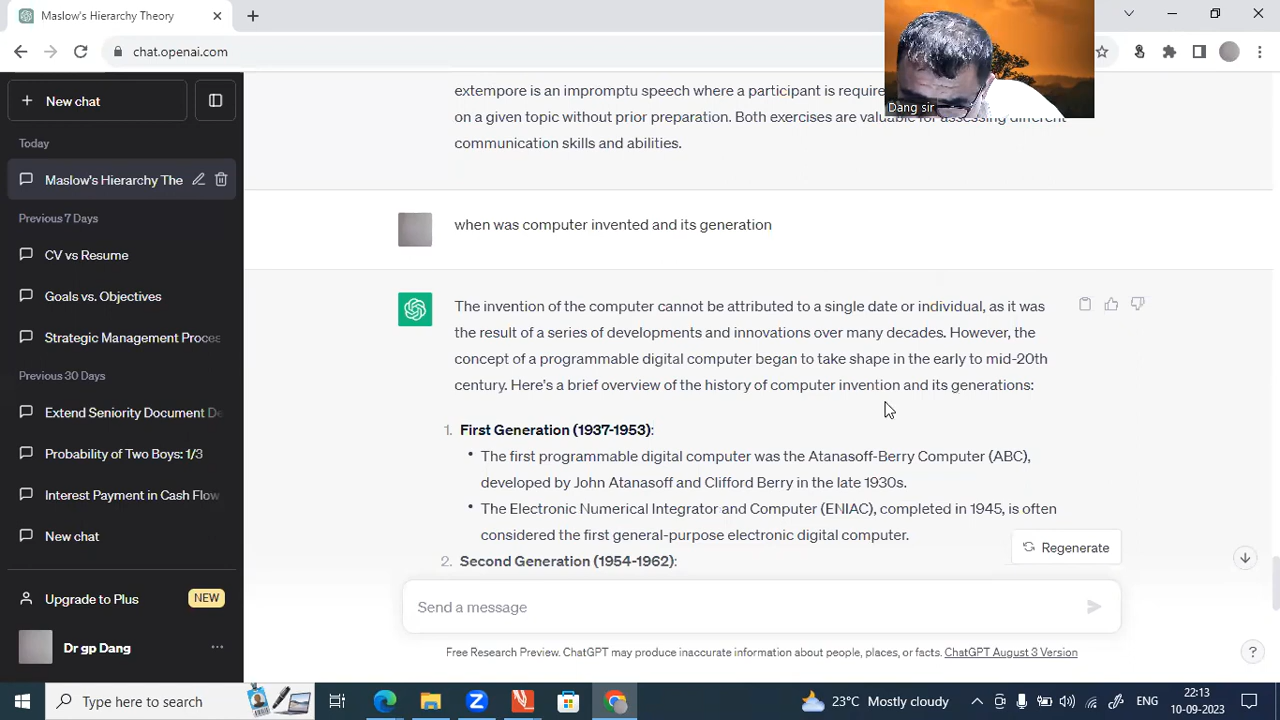 Maslow's Hierarchy Theory
chat.openai.com
Dang sir
New chat
Today
Maslow's Hierarchy The
Previous 7 Days
CV vs Resume
Goals vs. Objectives
Strategic Management Proces
Previous 30 Days
Extend Seniority Document De
Probability of Two Boys: 1/3
Interest Payment in Cash Flow
New chat
Upgrade to Plus
NEW
Dr gp Dang
extempore is an impromptu speech where a participant is require
on a given topic without prior preparation. Both exercises are valuable for assessing different
communication skills and abilities.
when was computer invented and its generation
The invention of the computer cannot be attributed to a single date or individual, as it was
the result of a series of developments and innovations over many decades. However, the
concept of a programmable digital computer began to take shape in the early to mid-20th
century. Here's a brief overview of the history of computer invention and its generations:
1. First Generation (1937-1953):
• The first programmable digital computer was the Atanasoff-Berry Computer (ABC),
developed by John Atanasoff and Clifford Berry in the late 1930s.
• The Electronic Numerical Integrator and Computer (ENIAC), completed in 1945, is often
considered the first general-purpose electronic digital computer.
2. Second Generation (1954-1962):
Regenerate
Send a message
Free Research Preview. ChatGPT may produce inaccurate information about people, places, or facts. ChatGPT August 3 Version
?
Type here to search
23°C Mostly cloudy
ENG
22:13
10-09-2023